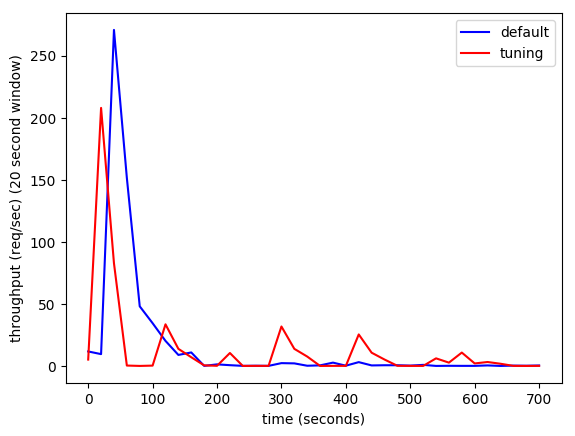 throughput (req/sec) (20 second window)
250
200
150
100
50
0
default
tuning
0 100 200 300 400 500 600 700
time (seconds)